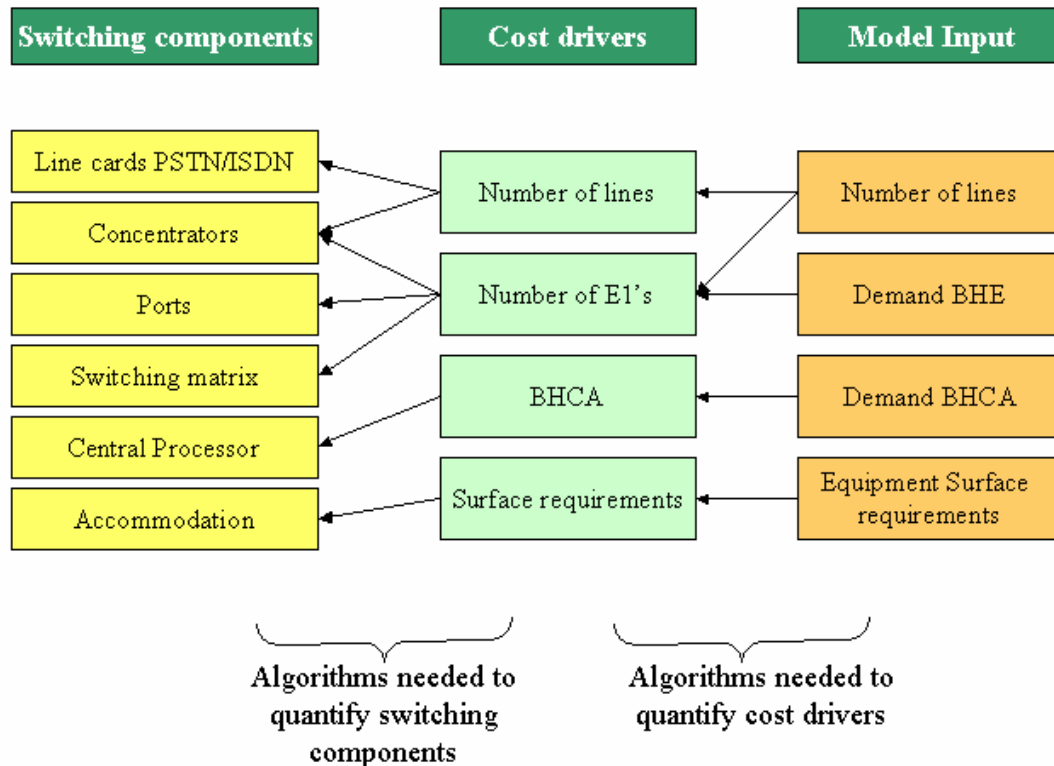 Switching components
Cost drivers
Model Input
Line cards PSTN/ISDN
Concentrators
Ports
Switching matrix
Central Processor
Accommodation
Number of lines
Number of E1's
BHCA
Surface requirements
Number of lines
Demand BHE
Demand BHCA
Equipment Surface
requirements
Algorithms needed to
quantify switching
components
Algorithms needed to
quantify cost drivers